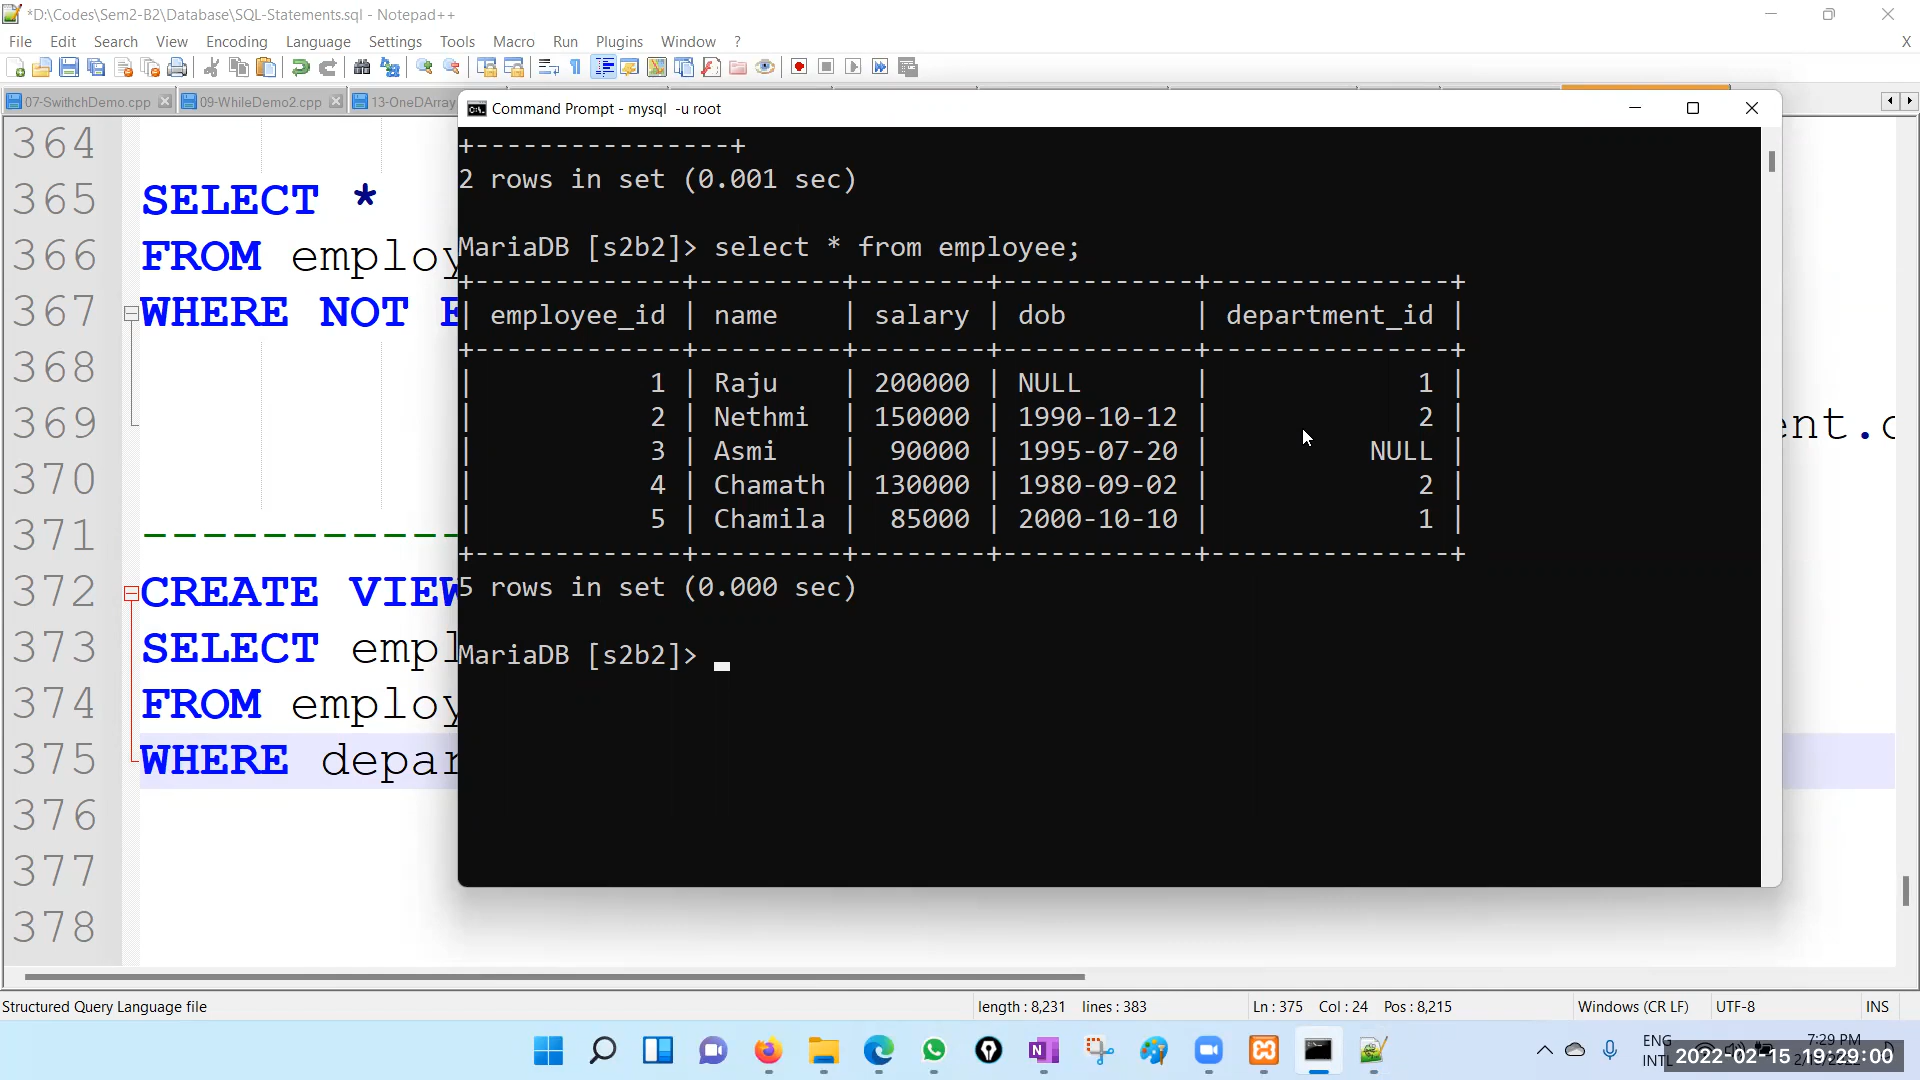 *D:\Codes\Sem2-B2\Database\SQL-Statements.sql - Notepad++
File Edit Search View Encoding Language Settings Tools Macro Run Plugins Window ? X
07-SwithchDemo.cpp 09-WhileDemo2.cpp 13-OneDArray
Command Prompt - mysql -u root
+----------------+
2 rows in set (0.001 sec)
MariaDB [s2b2]> select * from employee;
+-------------+---------+--------+------------+---------------+
| employee_id | name | salary | dob | department_id |
+-------------+---------+--------+------------+---------------+
| 1 | Raju | 200000 | NULL | 1 |
| 2 | Nethmi | 150000 | 1990-10-12 | 2 |
| 3 | Asmi | 90000 | 1995-07-20 | NULL |
| 4 | Chamath | 130000 | 1980-09-02 | 2 |
| 5 | Chamila | 85000 | 2000-10-10 | 1 |
+-------------+---------+--------+------------+---------------+
5 rows in set (0.000 sec)
MariaDB [s2b2]>
364
365 SELECT *
366 FROM employ
367 WHERE NOT E
368
369 ent.c
370
371 -----------
372 CREATE VIEW
373 SELECT empl
374 FROM employ
375 WHERE depar
376
377
378
Structured Query Language file length : 8,231 lines : 383 Ln : 375 Col : 24 Pos : 8,215 Windows (CR LF) UTF-8 INS
ENG
INTL
7:29 PM
2022-02-15 19:29:00